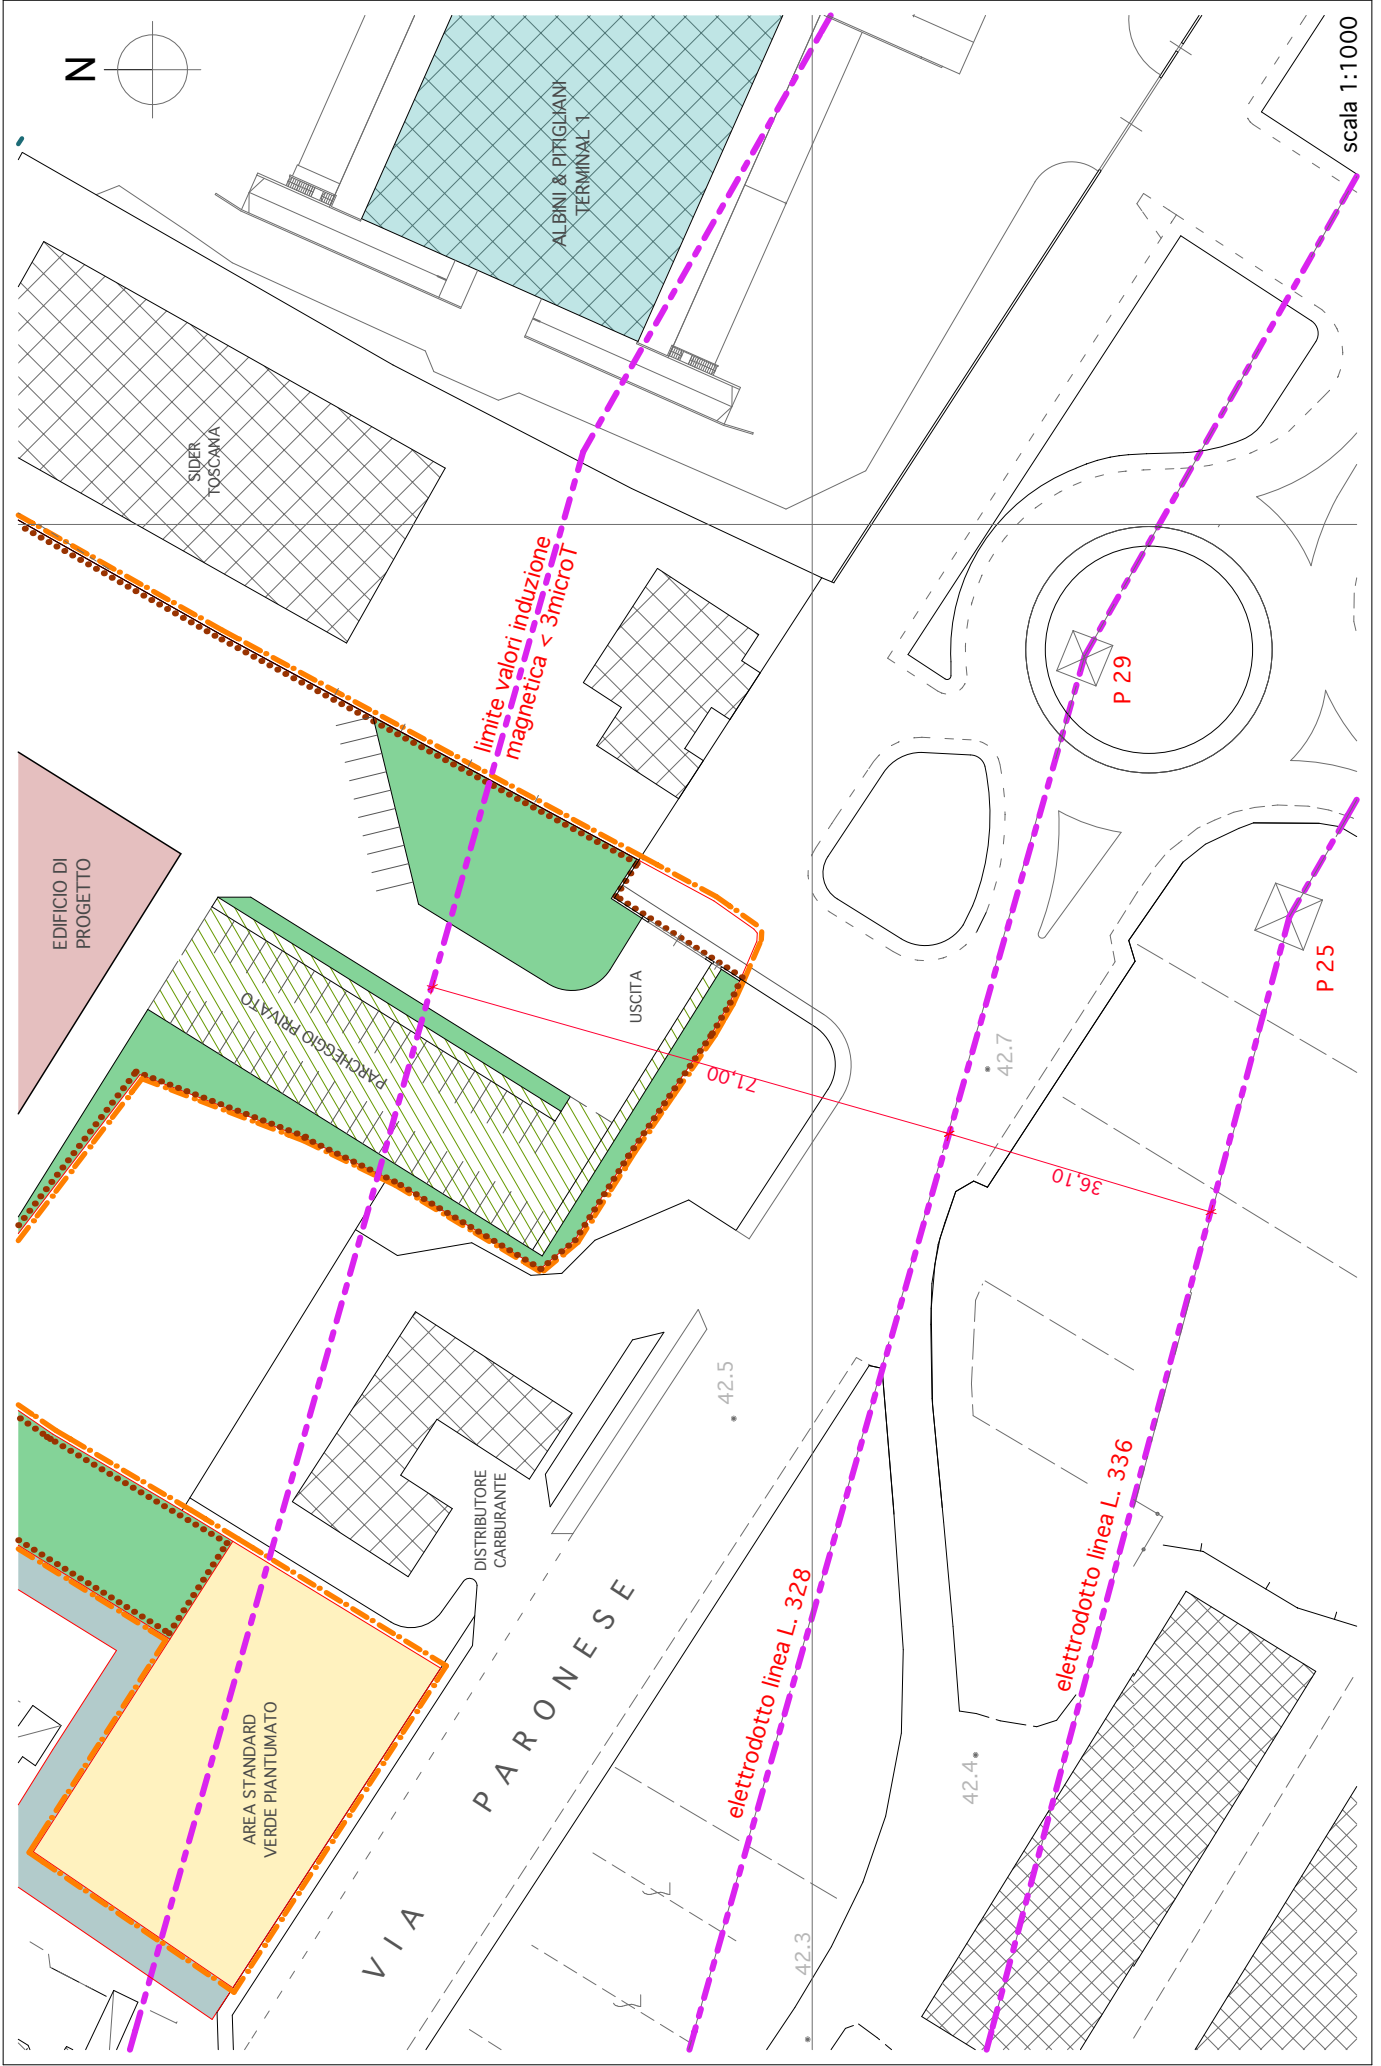 N
scala 1:1000
ALBINI & PITIGLIANI
TERMINAL 1
SIDER
TOSCANA
limite valori induzione
magnetica < 3microT
P 29
EDIFICIO DI
PROGETTO
P 25
USCITA
PARCHEGGIO PRIVATO
71,00
42.7
36,10
42.5
DISTRIBUTORE
CARBURANTE
elettrodotto linea L. 336
elettrodotto linea L. 328
VIA PARONESE
AREA STANDARD
VERDE PIANTUMATO
42.4
42.3